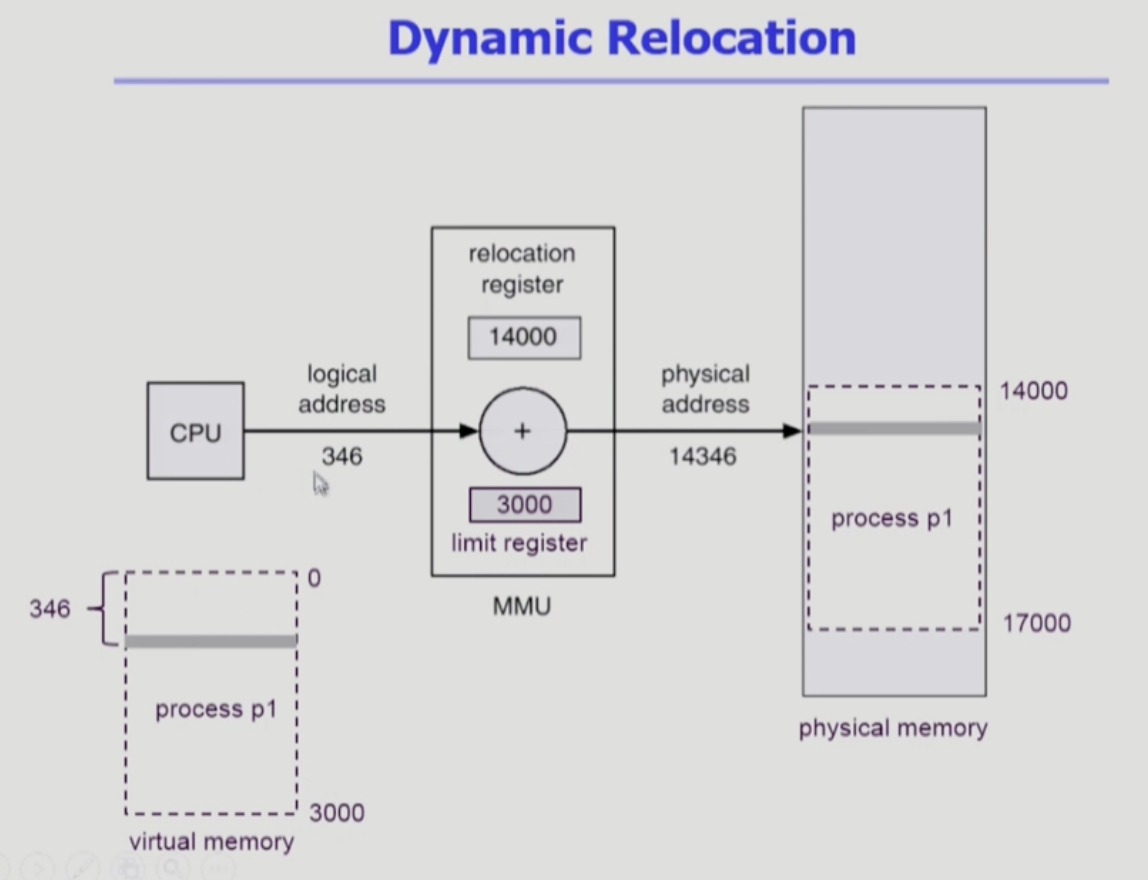 Dynamic Relocation
relocation
register
14000
logical
address
CPU
346
+
3000
limit register
MMU
physical
address
14346
14000
process p1
17000
physical memory
0
346
process p1
3000
virtual memory